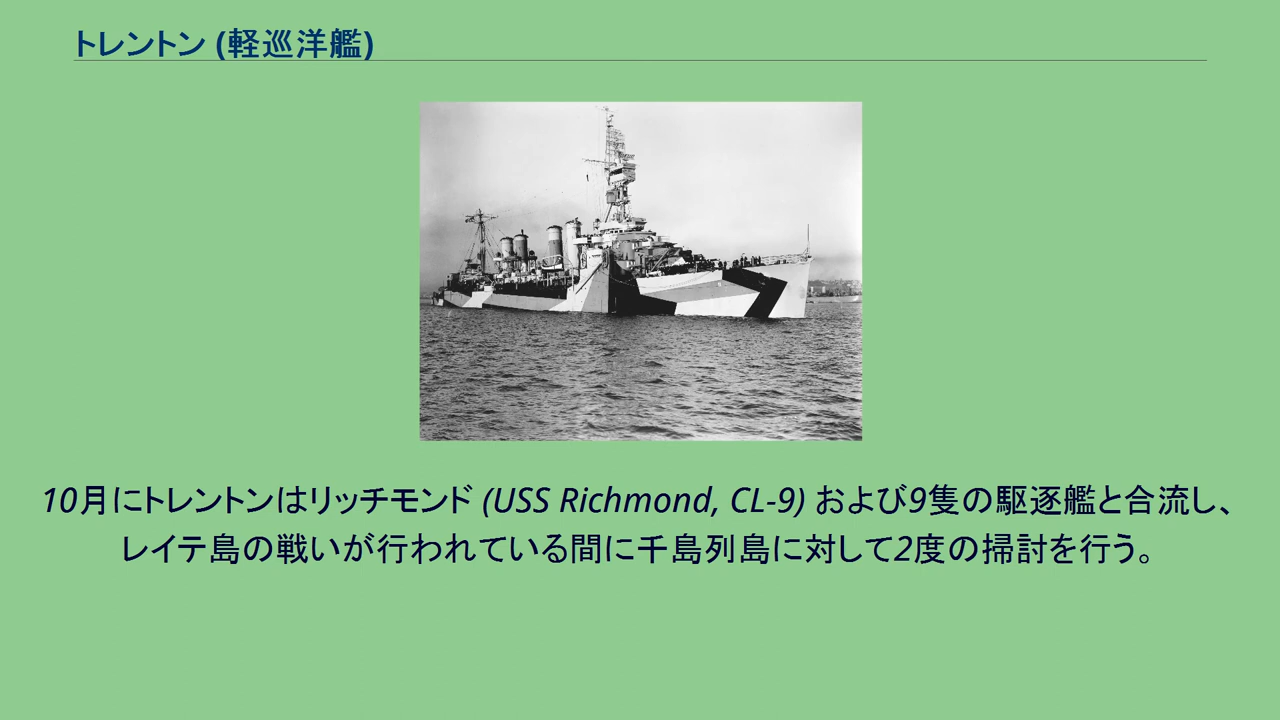 トレントン (軽巡洋艦)
10月にトレントンはリッチモンド (USS Richmond, CL-9) および9隻の駆逐艦と合流し、
レイテ島の戦いが行われている間に千島列島に対して2度の掃討を行う。